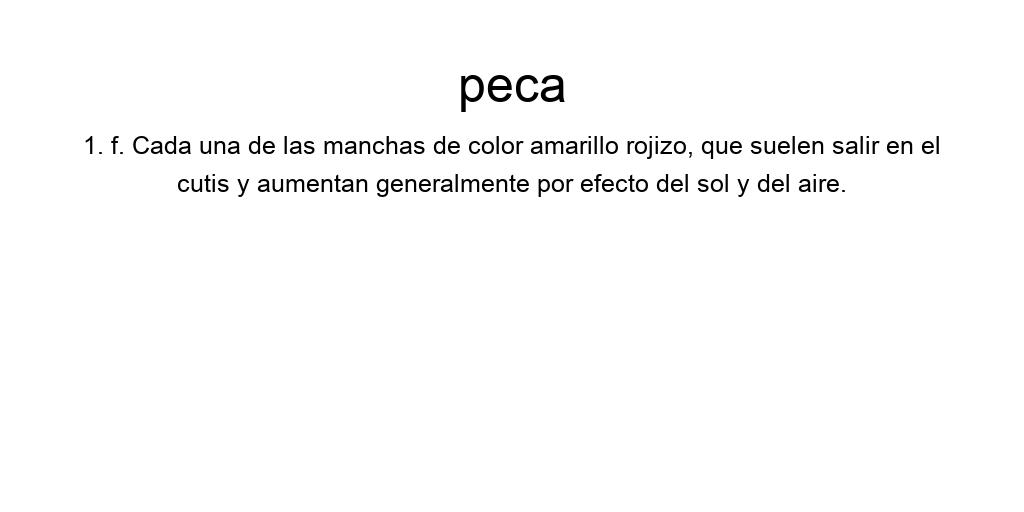 peca
1. f. Cada una de las manchas de color amarillo rojizo, que suelen salir en el
cutis y aumentan generalmente por efecto del sol y del aire.